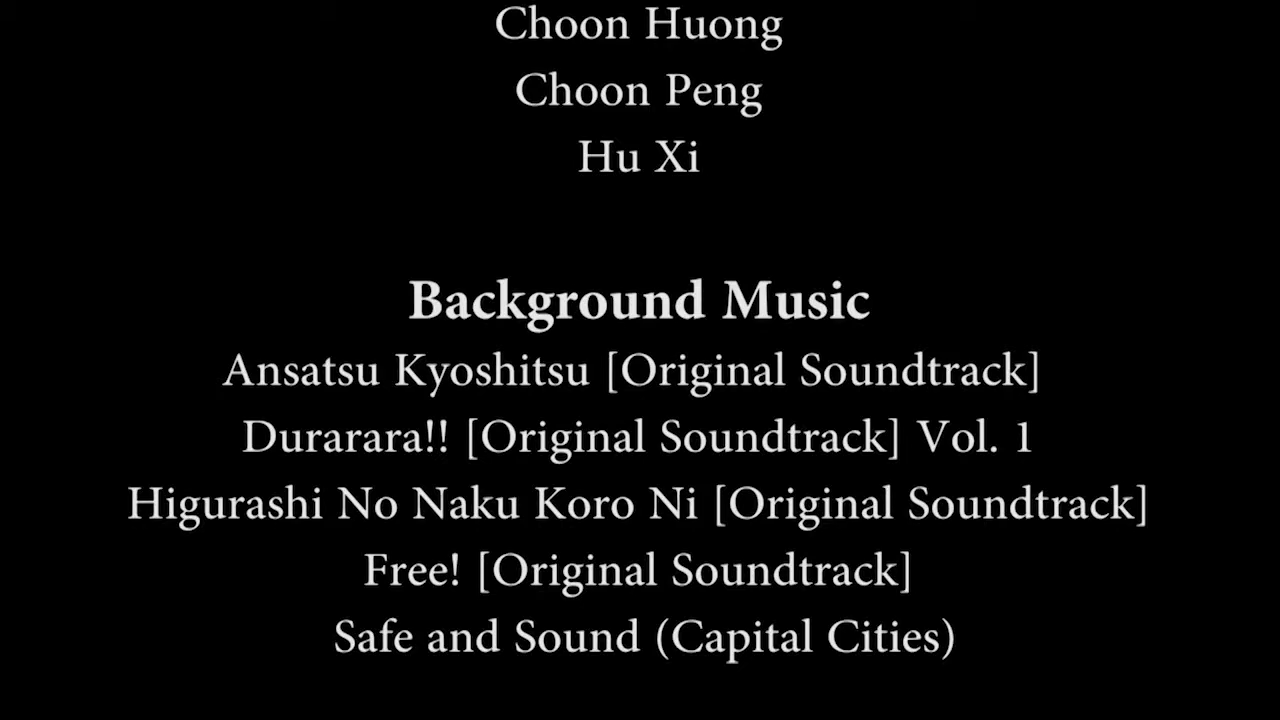 Choon Huong
Choon Peng
Hu Xi
Background Music
Ansatsu Kyoshitsu [Original Soundtrack]
Durarara!! [Original Soundtrack] Vol. 1
Higurashi No Naku Koro Ni [Original Soundtrack]
Free! [Original Soundtrack]
Safe and Sound (Capital Cities)